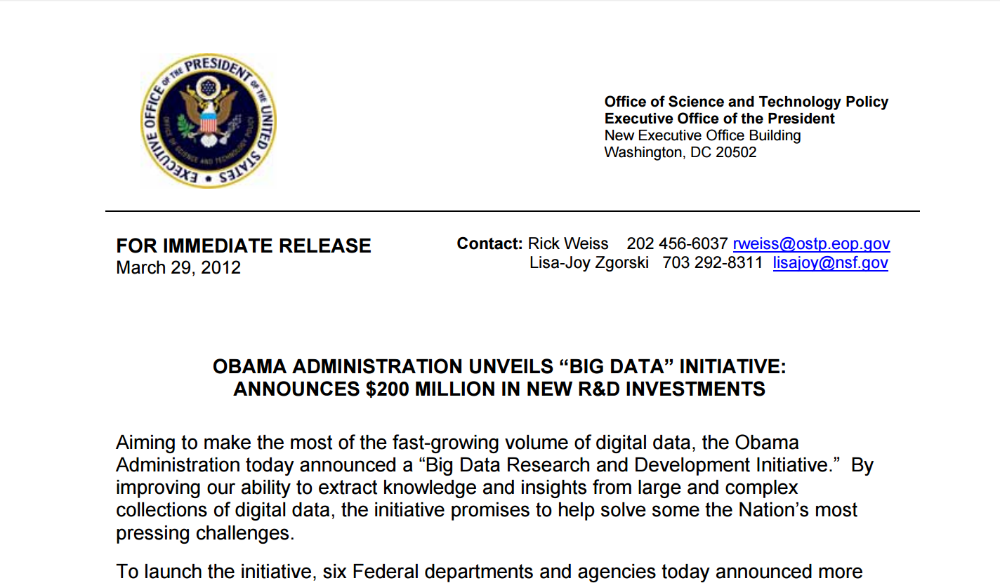 EXECUTIVE OFFICE OF THE PRESIDENT OF THE UNITED STATES
OFFICE OF SCIENCE AND TECHNOLOGY POLICY
Office of Science and Technology Policy
Executive Office of the President
New Executive Office Building
Washington, DC 20502
FOR IMMEDIATE RELEASE
March 29, 2012
Contact: Rick Weiss 202 456-6037 rweiss@ostp.eop.gov
Lisa-Joy Zgorski 703 292-8311 lisajoy@nsf.gov
OBAMA ADMINISTRATION UNVEILS “BIG DATA” INITIATIVE:
ANNOUNCES $200 MILLION IN NEW R&D INVESTMENTS
Aiming to make the most of the fast-growing volume of digital data, the Obama
Administration today announced a “Big Data Research and Development Initiative.” By
improving our ability to extract knowledge and insights from large and complex
collections of digital data, the initiative promises to help solve some the Nation’s most
pressing challenges.
To launch the initiative, six Federal departments and agencies today announced more